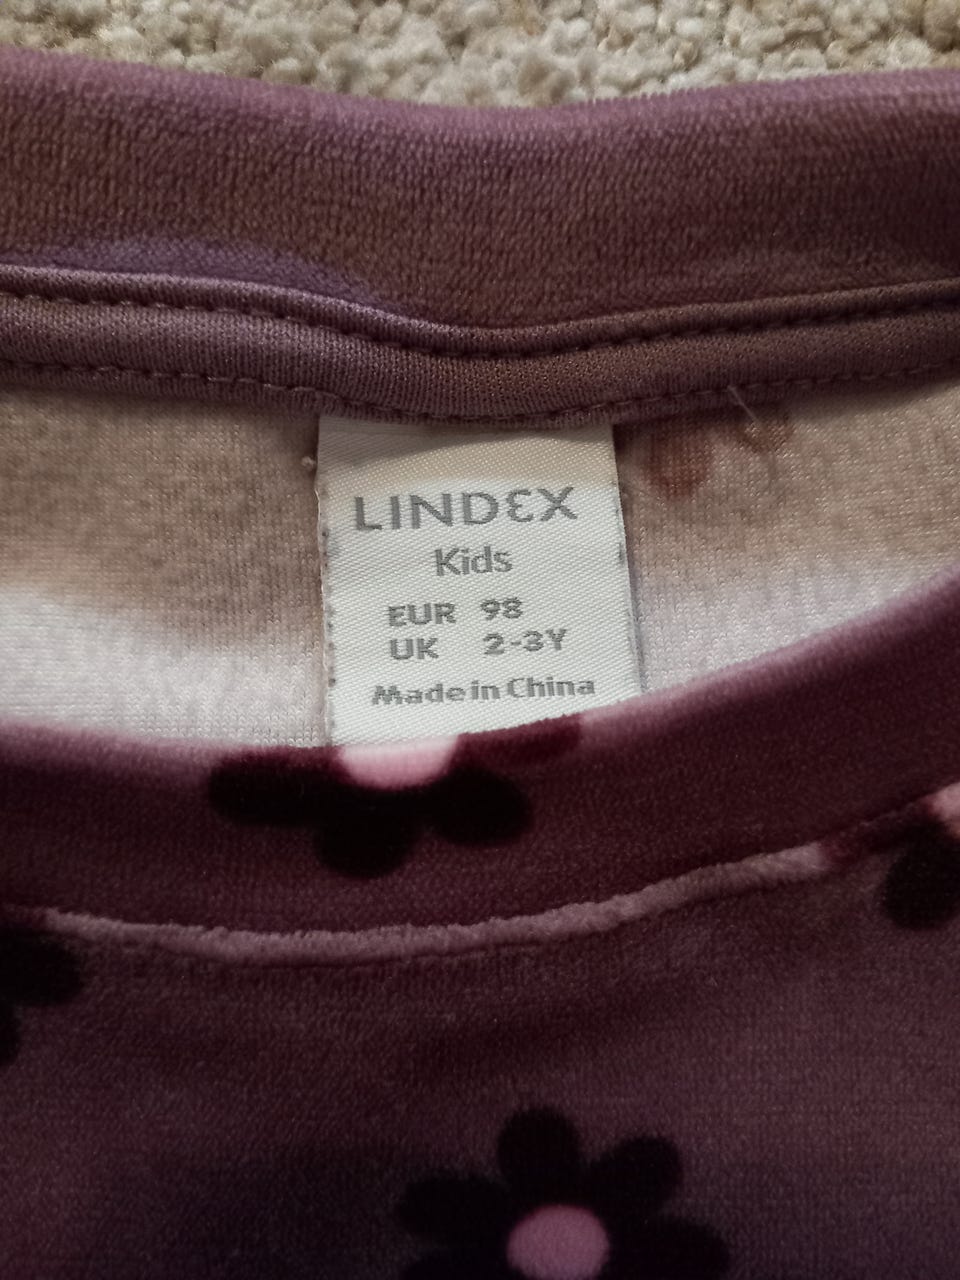 LINDEX
Kids
EUR 98
UK 2-3Y
Made in China